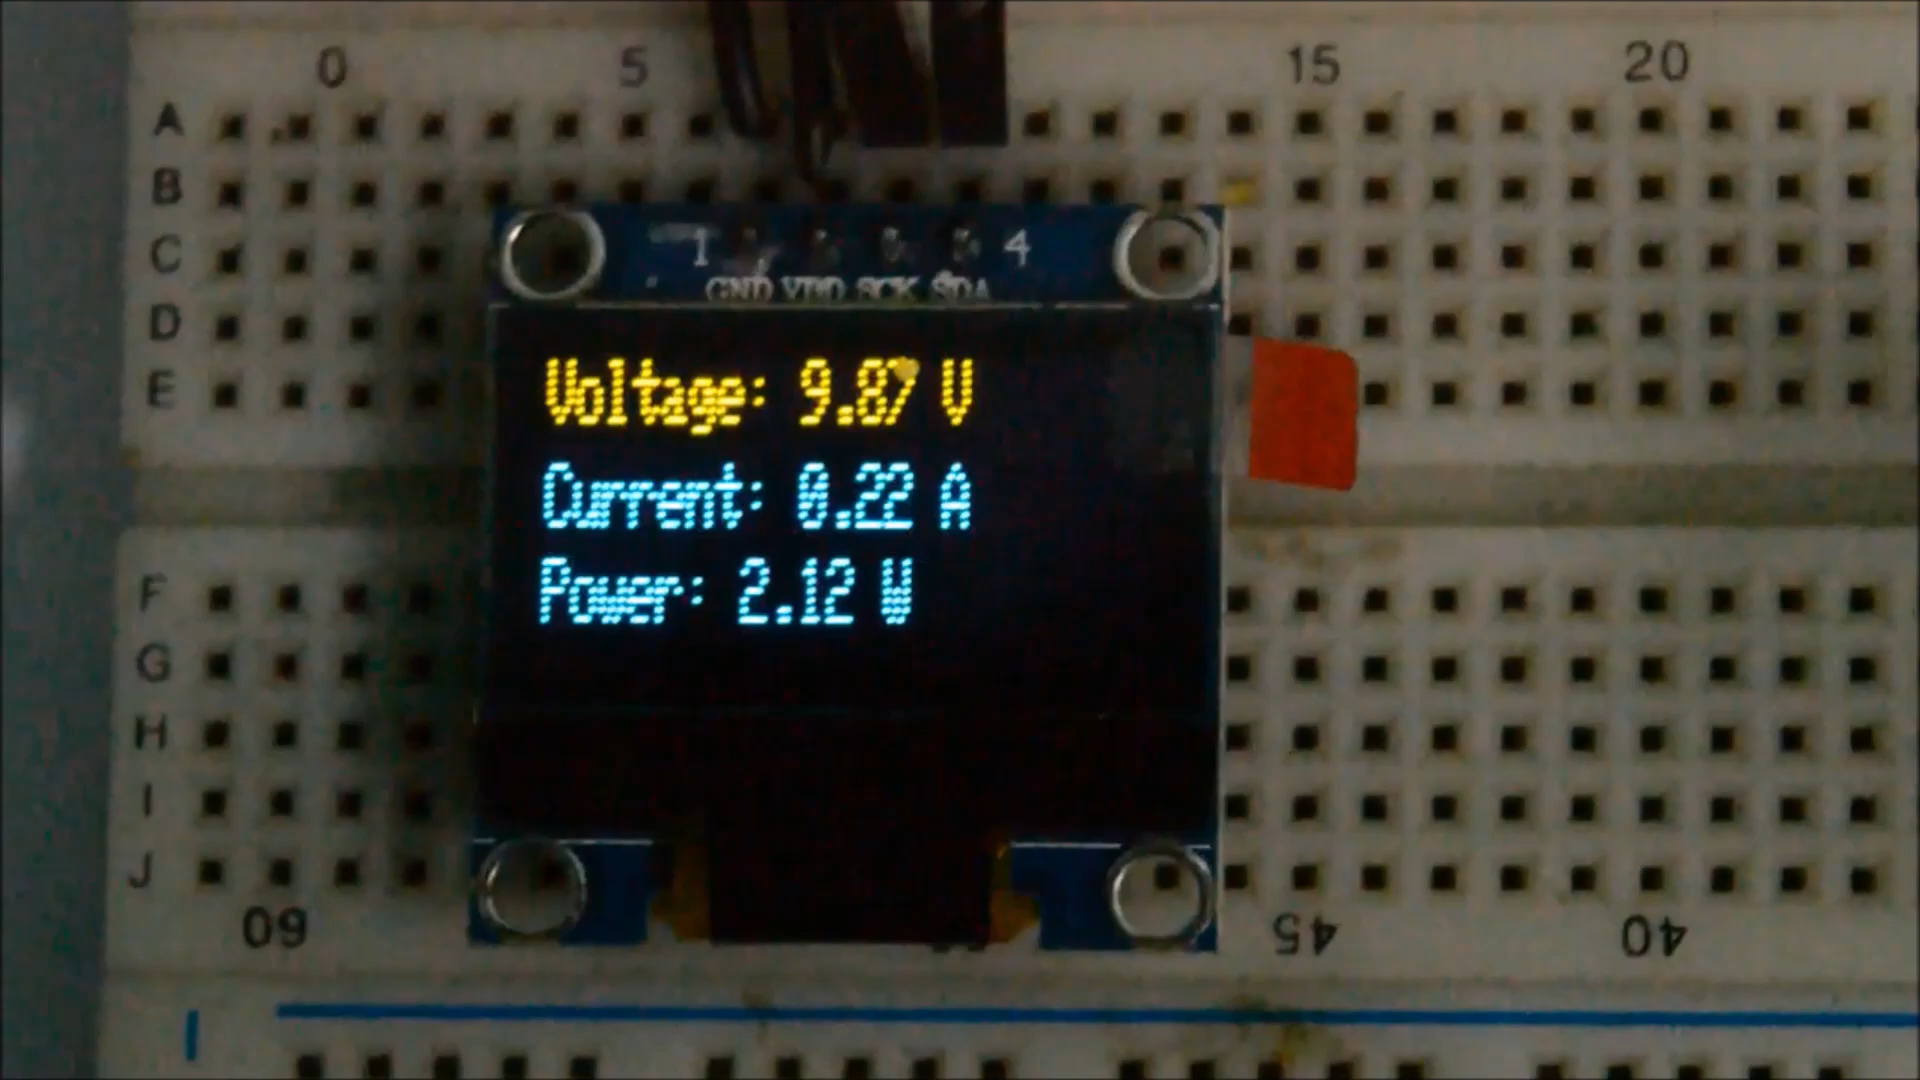 0 5 15 20
A
B
C
1 4
GND VDD SCK SDA
D
E
Voltage: 9.87 V
Current: 0.22 A
Power: 2.12 W
F
G
H
I
J
60 45 40